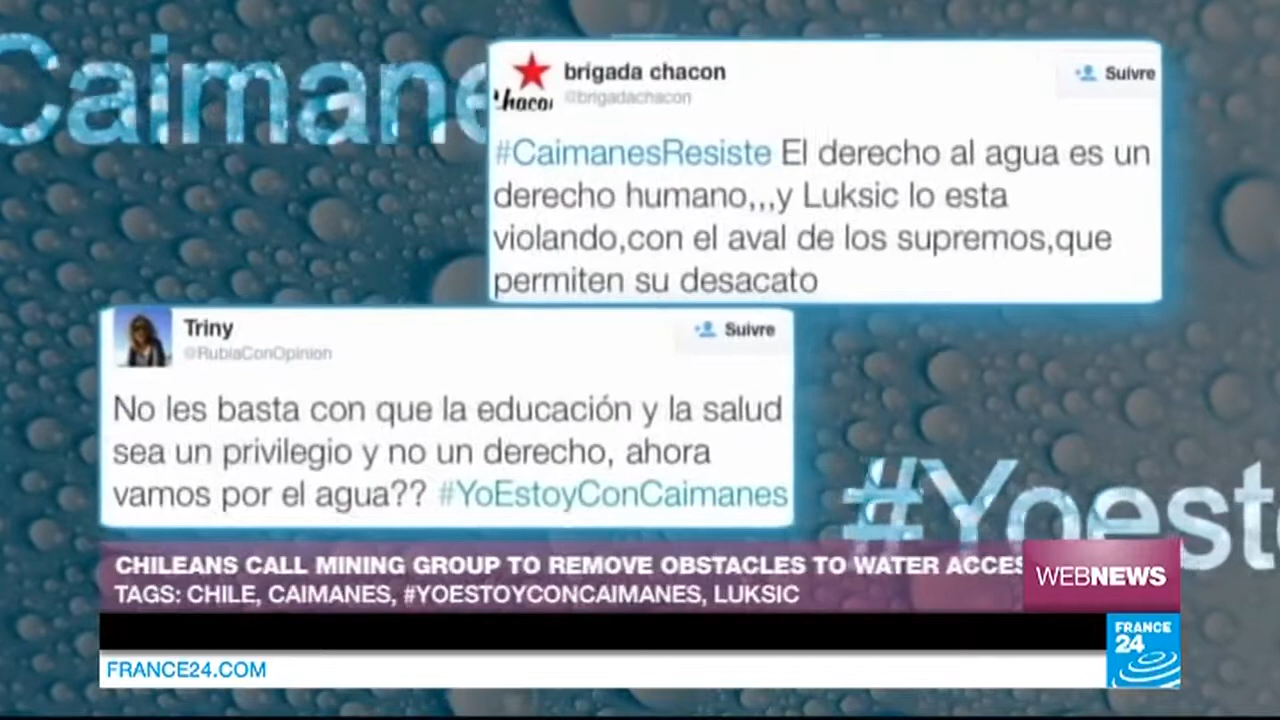 Caimane
brigada chacon
@brigadachacon
Suivre
#CaimanesResiste El derecho al agua es un
derecho humano,,,y Luksic lo esta
violando,con el aval de los supremos,que
permiten su desacato
Triny
@RubiaConOpinion
Suivre
No les basta con que la educación y la salud
sea un privilegio y no un derecho, ahora
vamos por el agua?? #YoEstoyConCaimanes
#Yoest
CHILEANS CALL MINING GROUP TO REMOVE OBSTACLES TO WATER ACCES
TAGS: CHILE, CAIMANES, #YOESTOYCONCAIMANES, LUKSIC
WEBNEWS
FRANCE
24
FRANCE24.COM